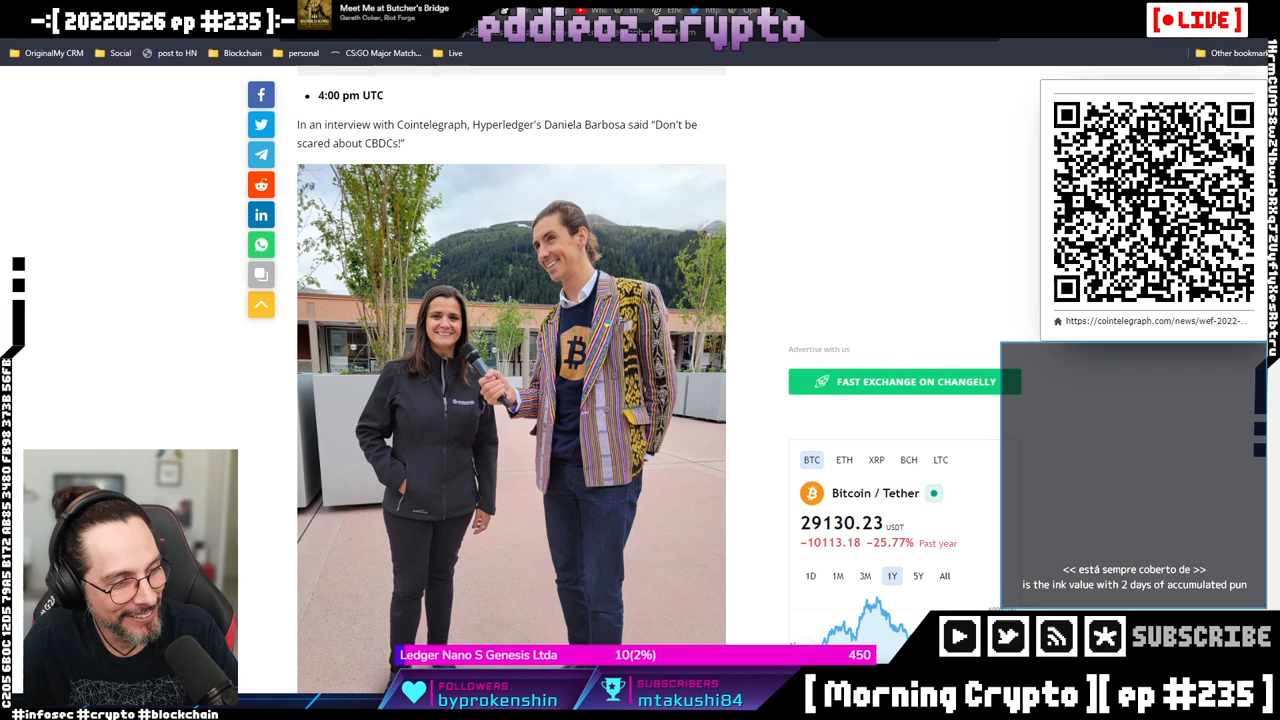 -:[ 20220526 ep #235 ]:-
Meet Me at Butcher's Bridge
Gareth Coker, Riot Forge
eddieoz.crypto
[• LIVE ]
OriginalMy CRM
Social
post to HN
Blockchain
personal
CS:GO Major Match...
Live
Other bookmar
4:00 pm UTC
In an interview with Cointelegraph, Hyperledger's Daniela Barbosa said “Don't be
scared about CBDCs!”
https://cointelegraph.com/news/wef-2022-...
Advertise with us
FAST EXCHANGE ON CHANGELLY
BTC ETH XRP BCH LTC
Bitcoin / Tether
29130.23 USDT
−10113.18 −25.77% Past year
1D 1M 3M 1Y 5Y All
<< está sempre coberto de >>
is the ink value with 2 days of accumulated pun
SUBSCRIBE
Ledger Nano S Genesis Ltda 10(2%) 450
FOLLOWERS
byprokenshin
SUBSCRIBERS
mtakushi84
[ Morning Crypto ][ ep #235 ]
#infosec #crypto #blockchain